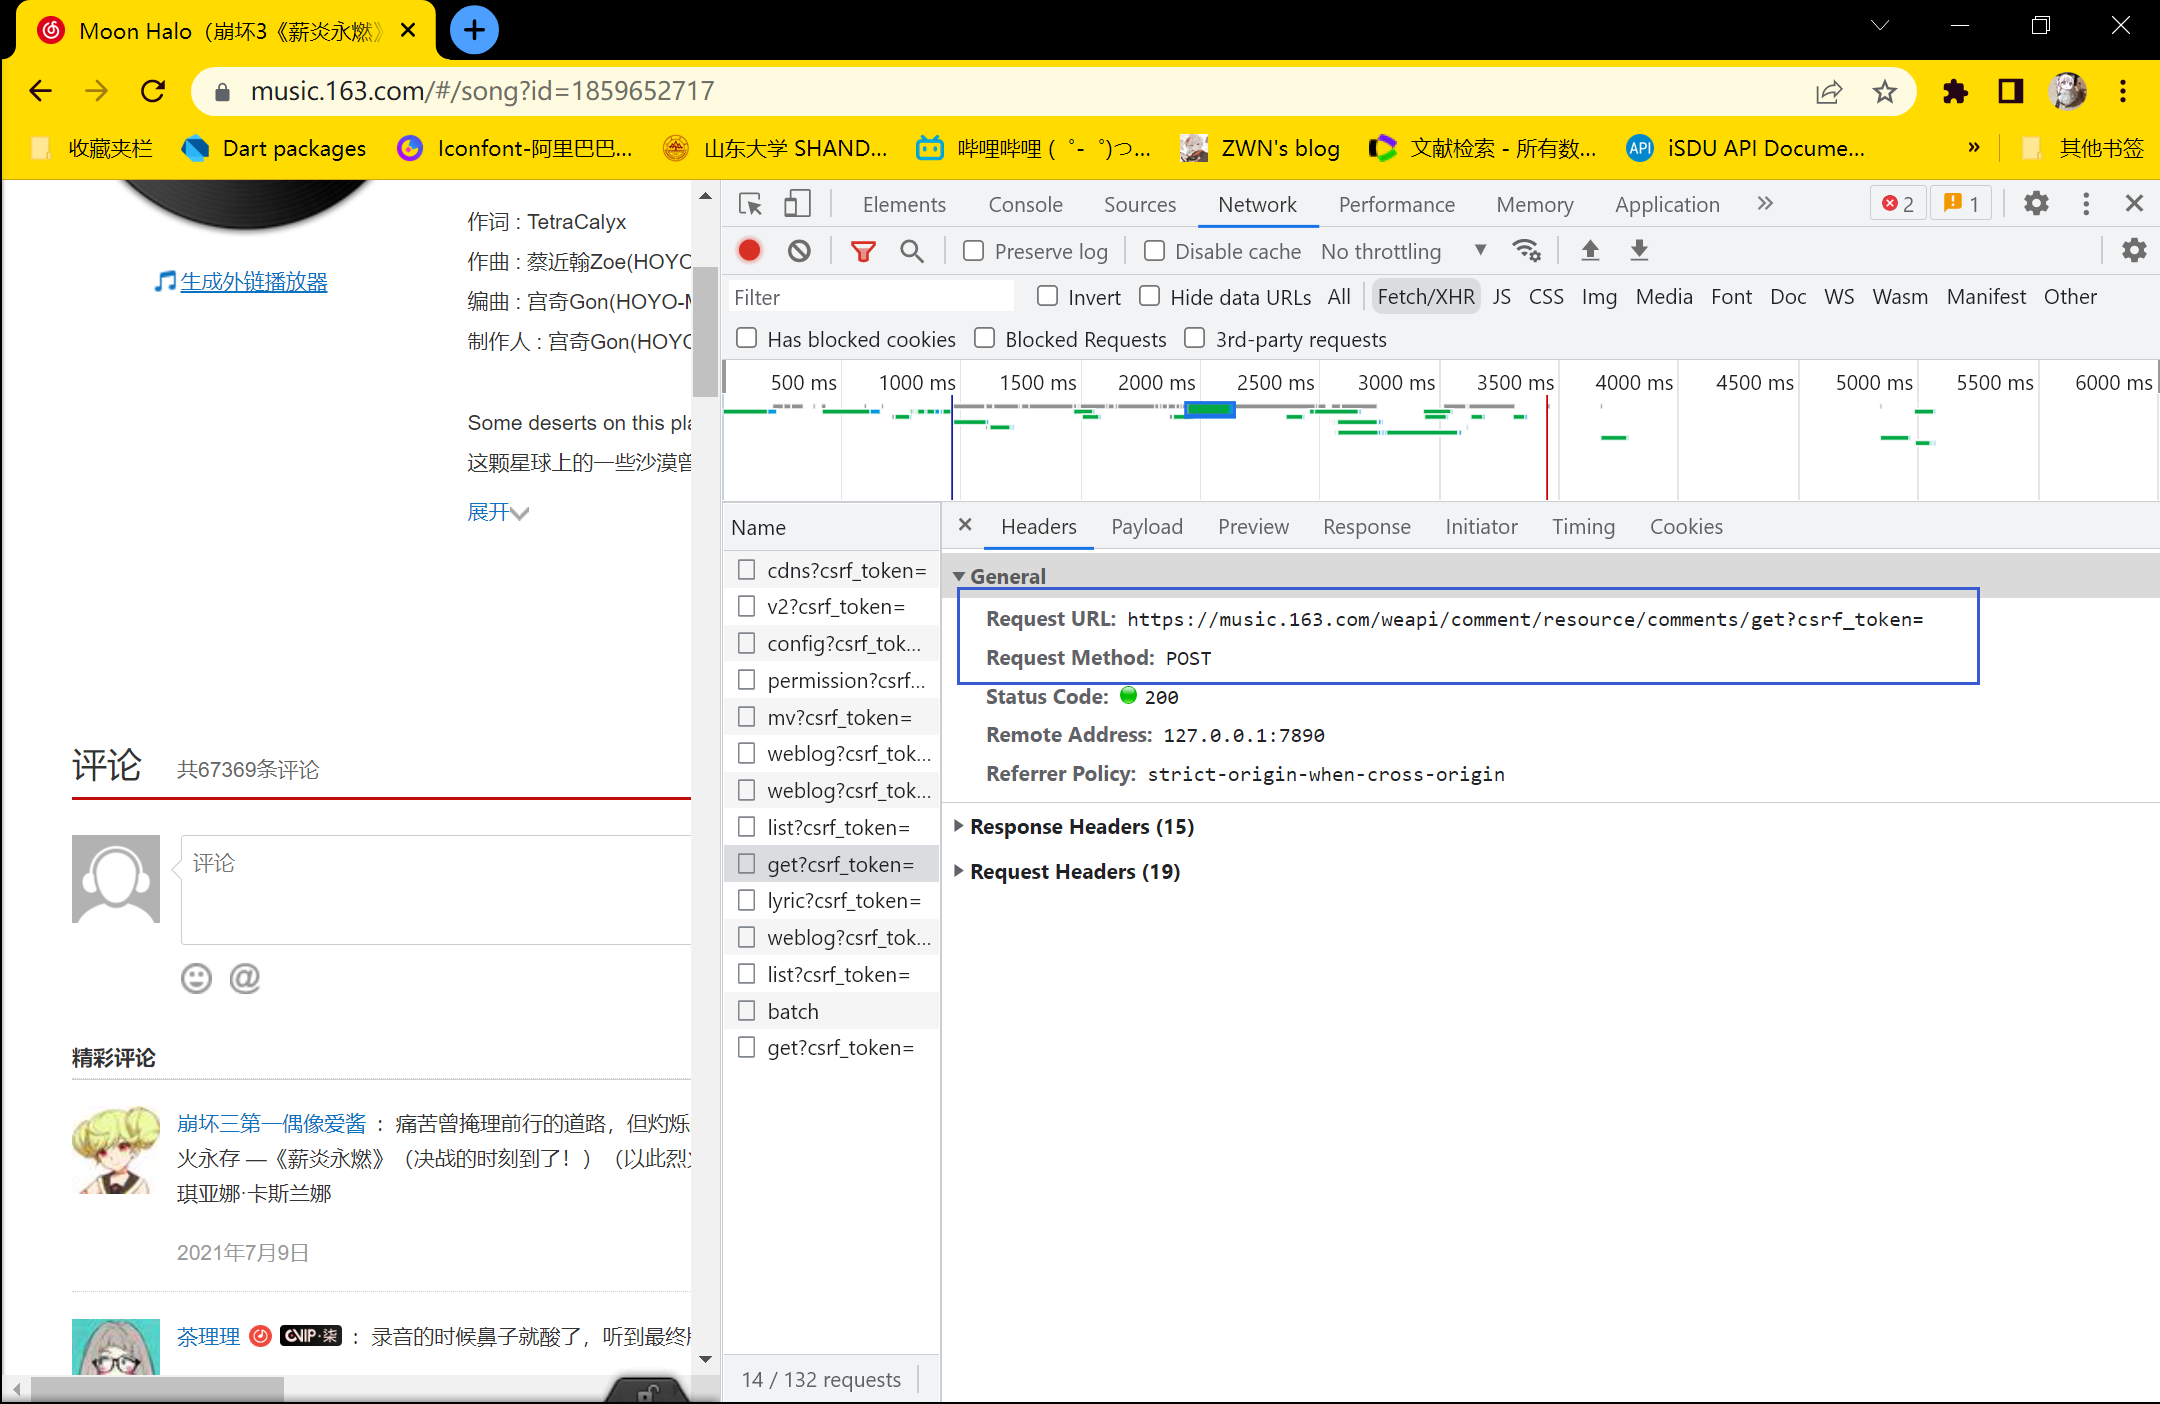 Moon Halo（崩坏3《薪炎永燃》
music.163.com/#/song?id=1859652717
收藏夹栏
Dart packages
Iconfont-阿里巴巴...
山东大学 SHAND...
哔哩哔哩 ( ゜- ゜)つ...
ZWN's blog
文献检索 - 所有数...
API
iSDU API Docume...
»
其他书签
作词 : TetraCalyx
作曲 : 蔡近翰Zoe(HOYO
编曲 : 宫奇Gon(HOYO-M
制作人 : 宫奇Gon(HOYO
生成外链播放器
Some deserts on this pla
这颗星球上的一些沙漠曾
展开
评论 共67369条评论
评论
@
精彩评论
崩坏三第一偶像爱酱 ：痛苦曾掩埋前行的道路，但灼烁
火永存 —《薪炎永燃》（决战的时刻到了！）（以此烈火
琪亚娜·卡斯兰娜
2021年7月9日
茶理理 VIP·柒 ：录音的时候鼻子就酸了，听到最终版
Elements Console Sources Network Performance Memory Application » 2 1
Preserve log Disable cache No throttling
Filter Invert Hide data URLs All Fetch/XHR JS CSS Img Media Font Doc WS Wasm Manifest Other
Has blocked cookies Blocked Requests 3rd-party requests
500 ms 1000 ms 1500 ms 2000 ms 2500 ms 3000 ms 3500 ms 4000 ms 4500 ms 5000 ms 5500 ms 6000 ms
Name
cdns?csrf_token=
v2?csrf_token=
config?csrf_tok...
permission?csrf...
mv?csrf_token=
weblog?csrf_tok...
weblog?csrf_tok...
list?csrf_token=
get?csrf_token=
lyric?csrf_token=
weblog?csrf_tok...
list?csrf_token=
batch
get?csrf_token=
14 / 132 requests
Headers Payload Preview Response Initiator Timing Cookies
General
Request URL: https://music.163.com/weapi/comment/resource/comments/get?csrf_token=
Request Method: POST
Status Code: 200
Remote Address: 127.0.0.1:7890
Referrer Policy: strict-origin-when-cross-origin
Response Headers (15)
Request Headers (19)